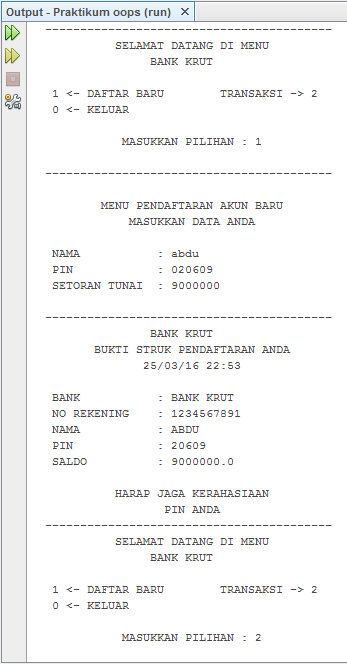 Output - Praktikum oops (run)
----------------------------------------
SELAMAT DATANG DI MENU
BANK KRUT
1 <- DAFTAR BARU        TRANSAKSI -> 2
0 <- KELUAR
MASUKKAN PILIHAN : 1
----------------------------------------
MENU PENDAFTARAN AKUN BARU
MASUKKAN DATA ANDA
NAMA           : abdu
PIN            : 020609
SETORAN TUNAI  : 9000000
----------------------------------------
BANK KRUT
BUKTI STRUK PENDAFTARAN ANDA
25/03/16 22:53
BANK           : BANK KRUT
NO REKENING    : 1234567891
NAMA           : ABDU
PIN            : 20609
SALDO          : 9000000.0
HARAP JAGA KERAHASIAAN
PIN ANDA
----------------------------------------
SELAMAT DATANG DI MENU
BANK KRUT
1 <- DAFTAR BARU        TRANSAKSI -> 2
0 <- KELUAR
MASUKKAN PILIHAN : 2